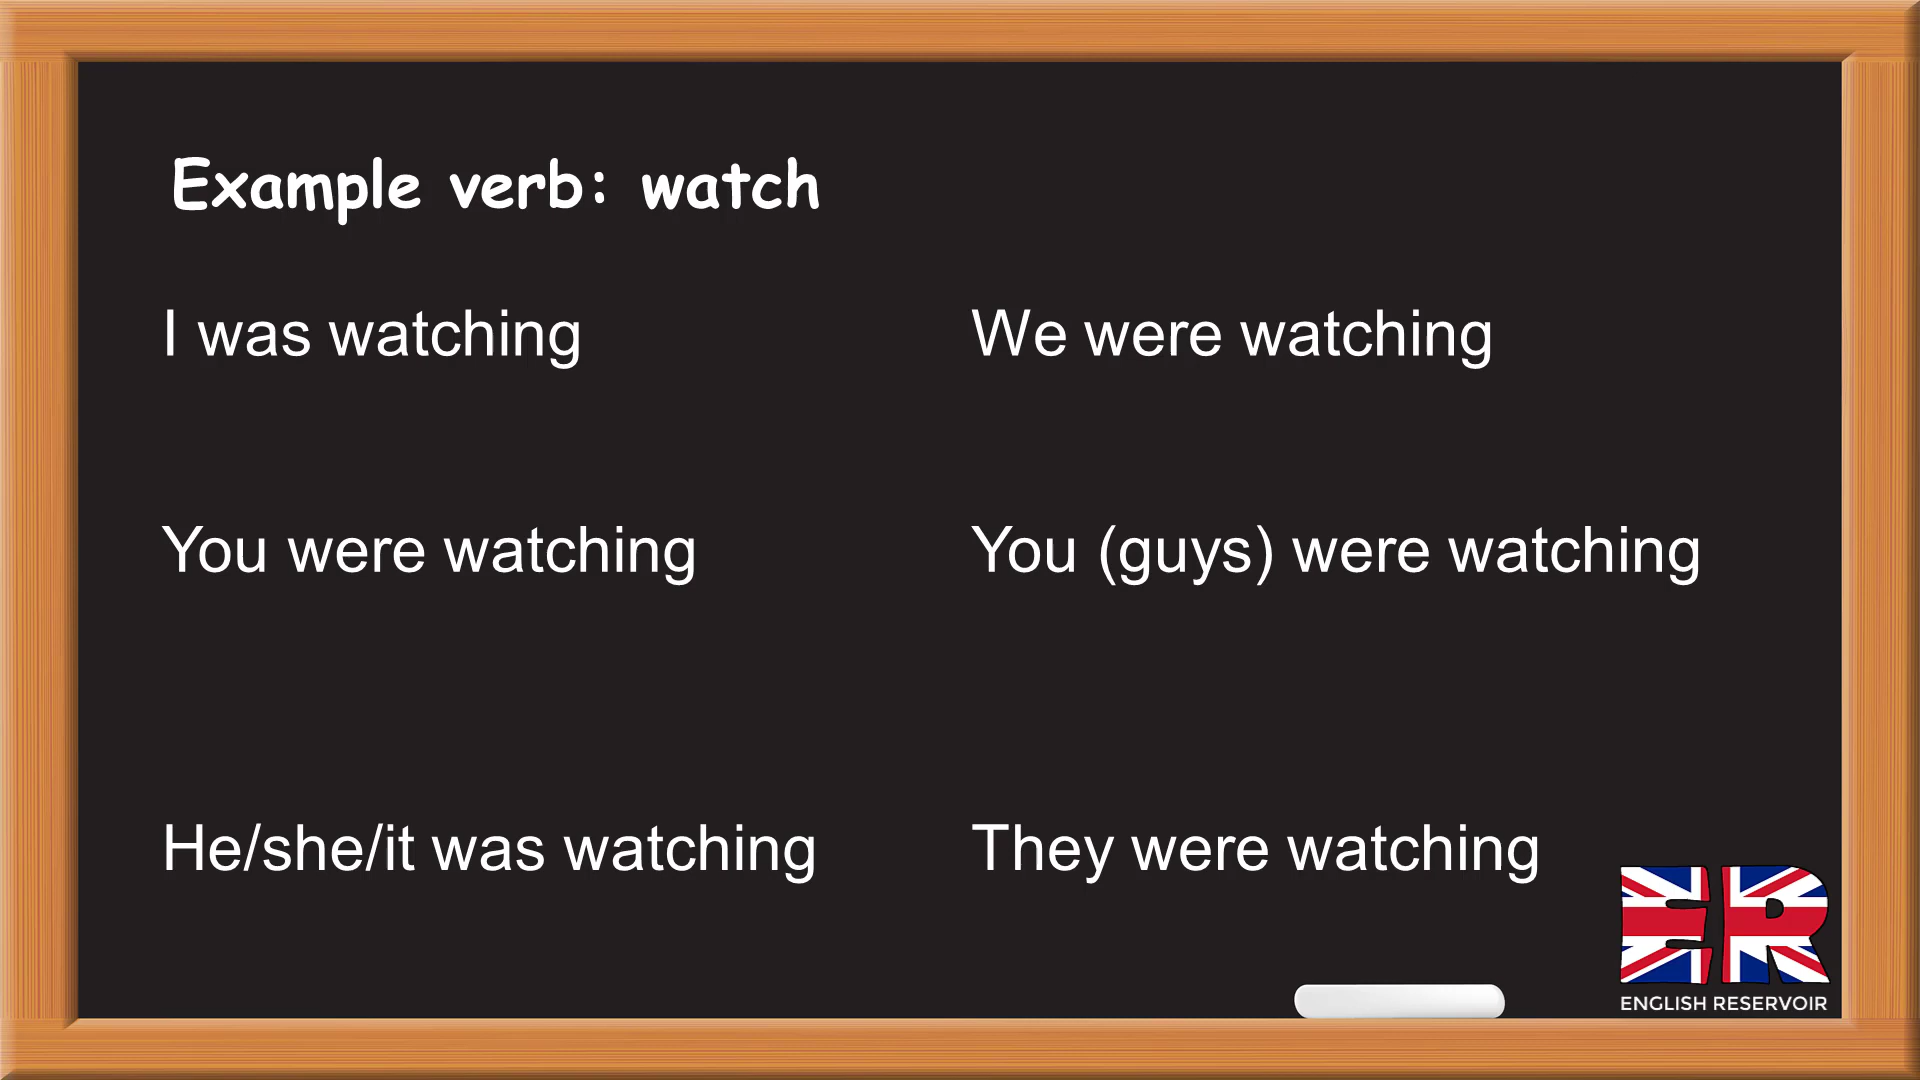 Example verb: watch
I was watching
We were watching
You were watching
You (guys) were watching
He/she/it was watching
They were watching
ER
ENGLISH RESERVOIR